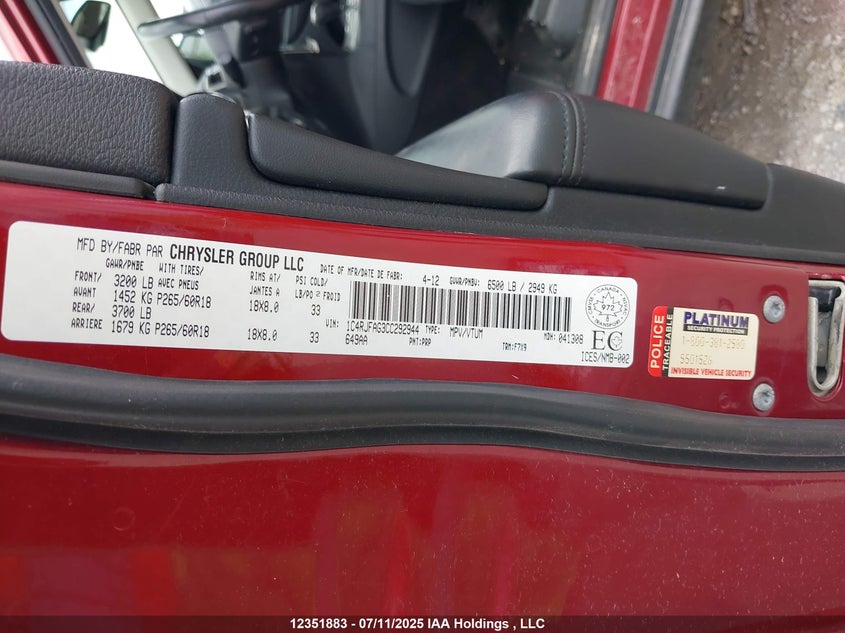 MFD BY/FABR PAR CHRYSLER GROUP LLC
DATE OF MFR/DATE DE FABR: 4-12 GVWR/PNBV: 6500 LB / 2949 KG
GAWR/PNBE WITH TIRES/ RIMS AT/ PSI COLD/
FRONT/ 3200 LB AVEC PNEUS JANTES A LB/PO² FROID
AVANT 1452 KG P265/60R18 18X8.0 33
REAR/ 3700 LB
ARRIERE 1679 KG P265/60R18 18X8.0 33
VIN: 1C4RJFAG3CC292944 TYPE: MPV/VTUM MDH: 041308
649AA PNT:PRP TRM:F7X9
CANADA
972
TRANSPORT
EC
ICES/NMB-002
POLICE
TRACEABLE
PLATINUM
SECURITY PROTECTION
INVISIBLE VEHICLE SECURITY
12351883 - 07/11/2025 IAA Holdings , LLC